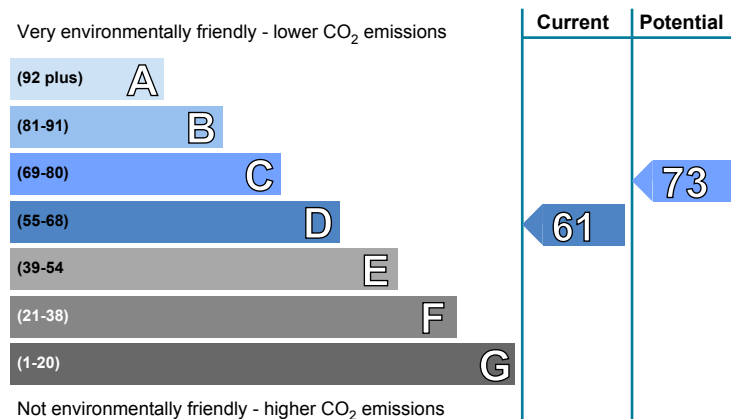 Very environmentally friendly - lower CO2 emissions
Current
Potential
(92 plus) A
(81-91) B
(69-80) C
(55-68) D
(39-54 E
(21-38) F
(1-20) G
61
73
Not environmentally friendly - higher CO2 emissions